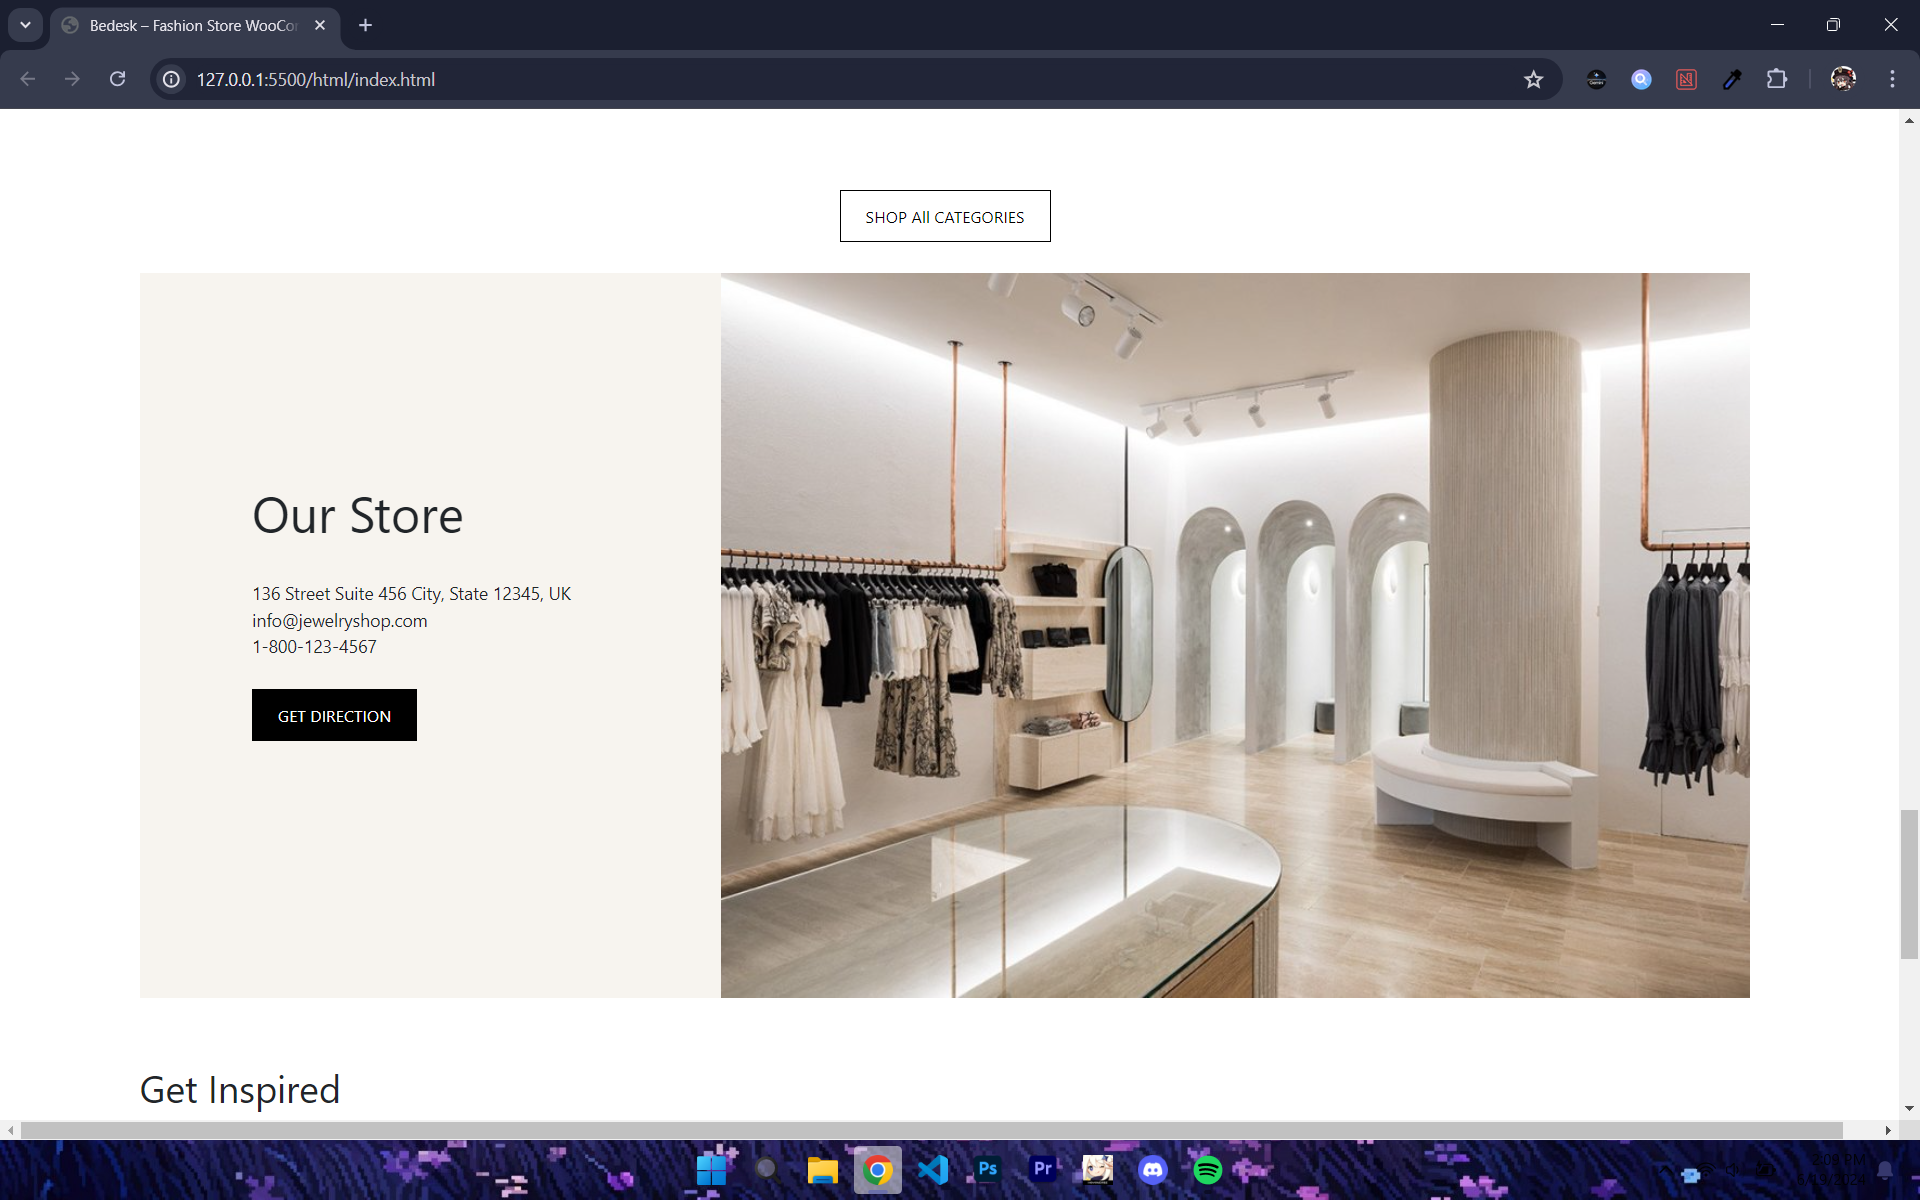 Bedesk – Fashion Store WooCor
127.0.0.1:5500/html/index.html
SHOP All CATEGORIES
Our Store
136 Street Suite 456 City, State 12345, UK
info@jewelryshop.com
1-800-123-4567
GET DIRECTION
Get Inspired
Ps
Pr